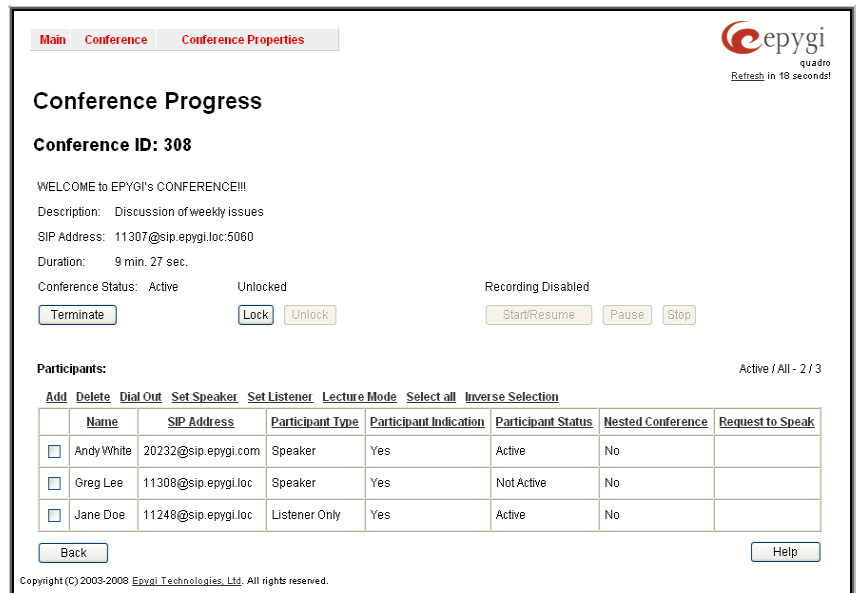 Main Conference Conference Properties
epygi
quadro
Refresh in 18 seconds!
Conference Progress
Conference ID: 308
WELCOME to EPYGI's CONFERENCE!!!
Description: Discussion of weekly issues
SIP Address: 11307@sip.epygi.loc:5060
Duration: 9 min. 27 sec.
Conference Status: Active Unlocked Recording Disabled
Terminate Lock Unlock Start/Resume Pause Stop
Participants: Active / All - 2 / 3
Add Delete Dial Out Set Speaker Set Listener Lecture Mode Select all Inverse Selection
Name SIP Address Participant Type Participant Indication Participant Status Nested Conference Request to Speak
Andy White 20232@sip.epygi.com Speaker Yes Active No
Greg Lee 11308@sip.epygi.loc Speaker Yes Not Active No
Jane Doe 11248@sip.epygi.loc Listener Only Yes Active No
Back Help
Copyright (C) 2003-2008 Epygi Technologies, Ltd. All rights reserved.